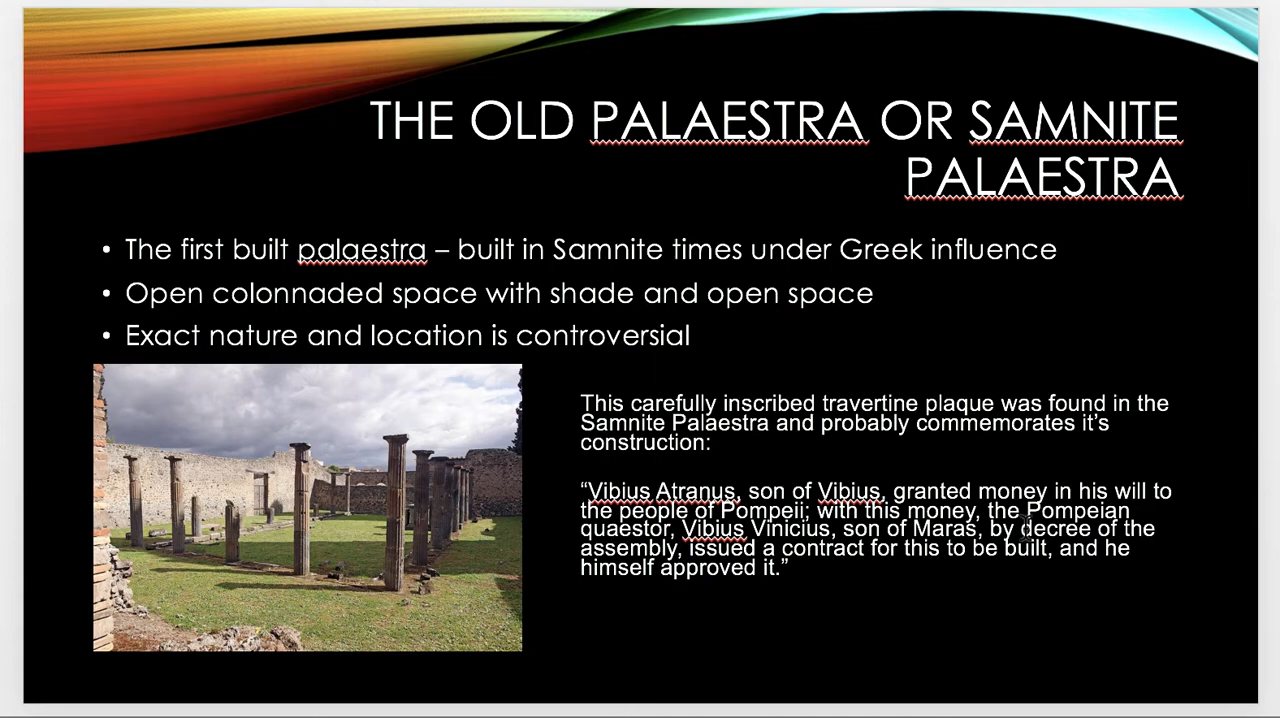 THE OLD PALAESTRA OR SAMNITE
PALAESTRA
• The first built palaestra – built in Samnite times under Greek influence
• Open colonnaded space with shade and open space
• Exact nature and location is controversial
This carefully inscribed travertine plaque was found in the
Samnite Palaestra and probably commemorates it’s
construction:
“Vibius Atranus, son of Vibius, granted money in his will to
the people of Pompeii; with this money, the Pompeian
quaestor, Vibius Vinicius, son of Maras, by decree of the
assembly, issued a contract for this to be built, and he
himself approved it.”